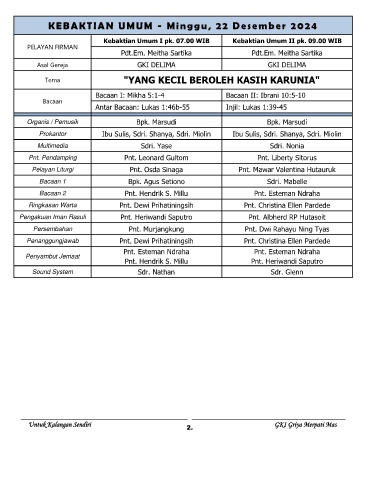 KEBAKTIAN UMUM - Minggu, 22 Desember 2024
PELAYAN FIRMAN
Kebaktian Umum I pk. 07.00 WIB
Kebaktian Umum II pk. 09.00 WIB
Pdt.Em. Meitha Sartika
Pdt.Em. Meitha Sartika
Asal Gereja
GKI DELIMA
GKI DELIMA
Tema
"YANG KECIL BEROLEH KASIH KARUNIA"
Bacaan
Bacaan I: Mikha 5:1-4
Bacaan II: Ibrani 10:5-10
Antar Bacaan: Lukas 1:46b-55
Injil: Lukas 1:39-45
Organis / Pemusik
Bpk. Marsudi
Bpk. Marsudi
Prokantor
Ibu Sulis, Sdri. Shanya, Sdri. Miolin
Ibu Sulis, Sdri. Shanya, Sdri. Miolin
Multimedia
Sdri. Yase
Sdri. Nonia
Pnt. Pendamping
Pnt. Leonard Gultom
Pnt. Liberty Sitorus
Pelayan Liturgi
Pnt. Osda Sinaga
Pnt. Mawar Valentina Hutauruk
Bacaan 1
Bpk. Agus Setiono
Sdri. Mabelle
Bacaan 2
Pnt. Hendrik S. Millu
Pnt. Esteman Ndraha
Ringkasan Warta
Pnt. Dewi Prihatiningsih
Pnt. Christina Ellen Pardede
Pengakuan Iman Rasuli
Pnt. Heriwandi Saputro
Pnt. Albherd RP Hutasoit
Persembahan
Pnt. Murjangkung
Pnt. Dwi Rahayu Ning Tyas
Penanggungjawab
Pnt. Dewi Prihatiningsih
Pnt. Christina Ellen Pardede
Penyambut Jemaat
Pnt. Esteman Ndraha
Pnt. Hendrik S. Millu
Pnt. Esteman Ndraha
Pnt. Heriwandi Saputro
Sound System
Sdr. Nathan
Sdr. Glenn
Untuk Kalangan Sendiri
2.
GKI Griya Merpati Mas